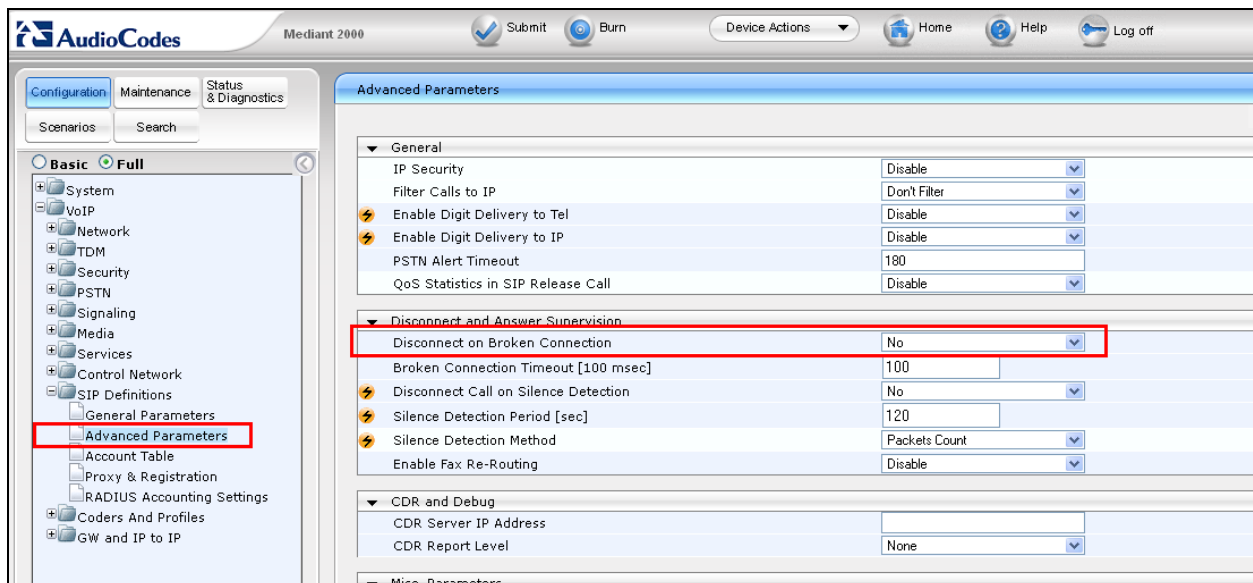 AudioCodes
Mediant 2000
Submit Burn Device Actions Home Help Log off
Configuration Maintenance Status & Diagnostics
Scenarios Search
Basic Full
System
VoIP
Network
TDM
Security
PSTN
Signaling
Media
Services
Control Network
SIP Definitions
General Parameters
Advanced Parameters
Account Table
Proxy & Registration
RADIUS Accounting Settings
Coders And Profiles
GW and IP to IP
Advanced Parameters
General
IP Security Disable
Filter Calls to IP Don't Filter
Enable Digit Delivery to Tel Disable
Enable Digit Delivery to IP Disable
PSTN Alert Timeout 180
QoS Statistics in SIP Release Call Disable
Disconnect and Answer Supervision
Disconnect on Broken Connection No
Broken Connection Timeout [100 msec] 100
Disconnect Call on Silence Detection No
Silence Detection Period [sec] 120
Silence Detection Method Packets Count
Enable Fax Re-Routing Disable
CDR and Debug
CDR Server IP Address
CDR Report Level None
Misc. Parameters